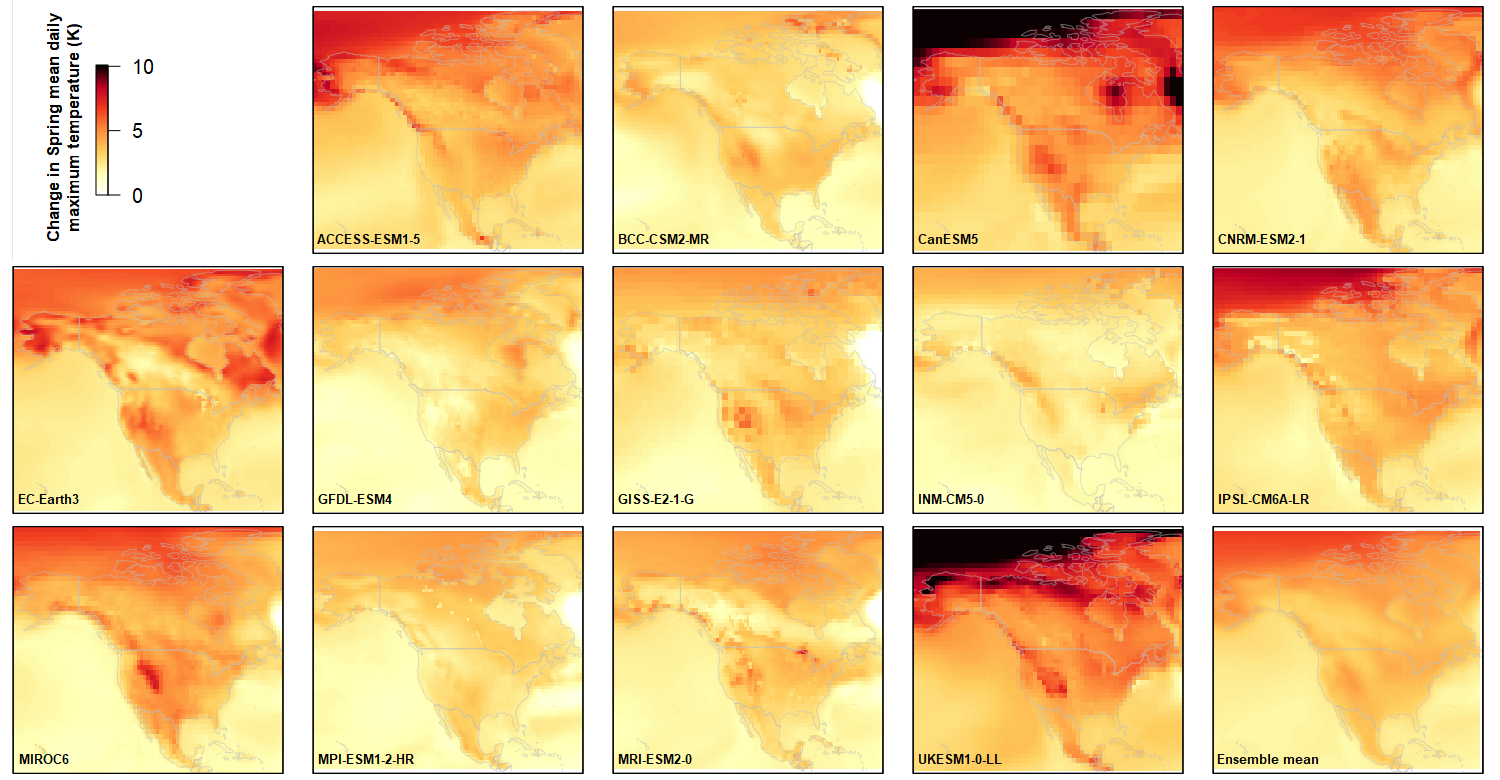 Change in Spring mean daily
maximum temperature (K)
10
5
0
ACCESS-ESM1-5
BCC-CSM2-MR
CanESM5
CNRM-ESM2-1
EC-Earth3
GFDL-ESM4
GISS-E2-1-G
INM-CM5-0
IPSL-CM6A-LR
MIROC6
MPI-ESM1-2-HR
MRI-ESM2-0
UKESM1-0-LL
Ensemble mean